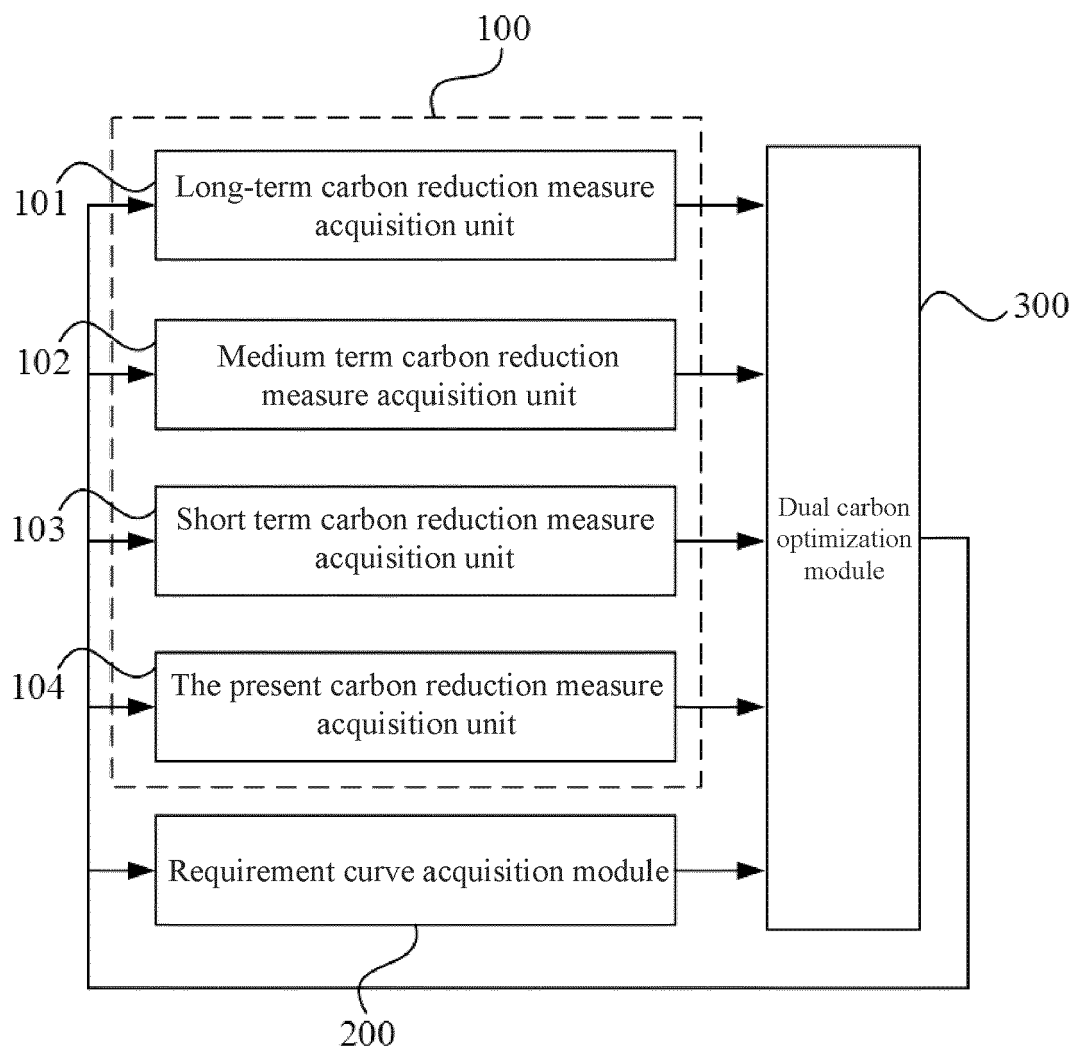 100
101
Long-term carbon reduction measure
acquisition unit
300
102
Medium term carbon reduction
measure acquisition unit
103
Short term carbon reduction measure
acquisition unit
Dual carbon
optimization
module
104
The present carbon reduction measure
acquisition unit
Requirement curve acquisition module
200